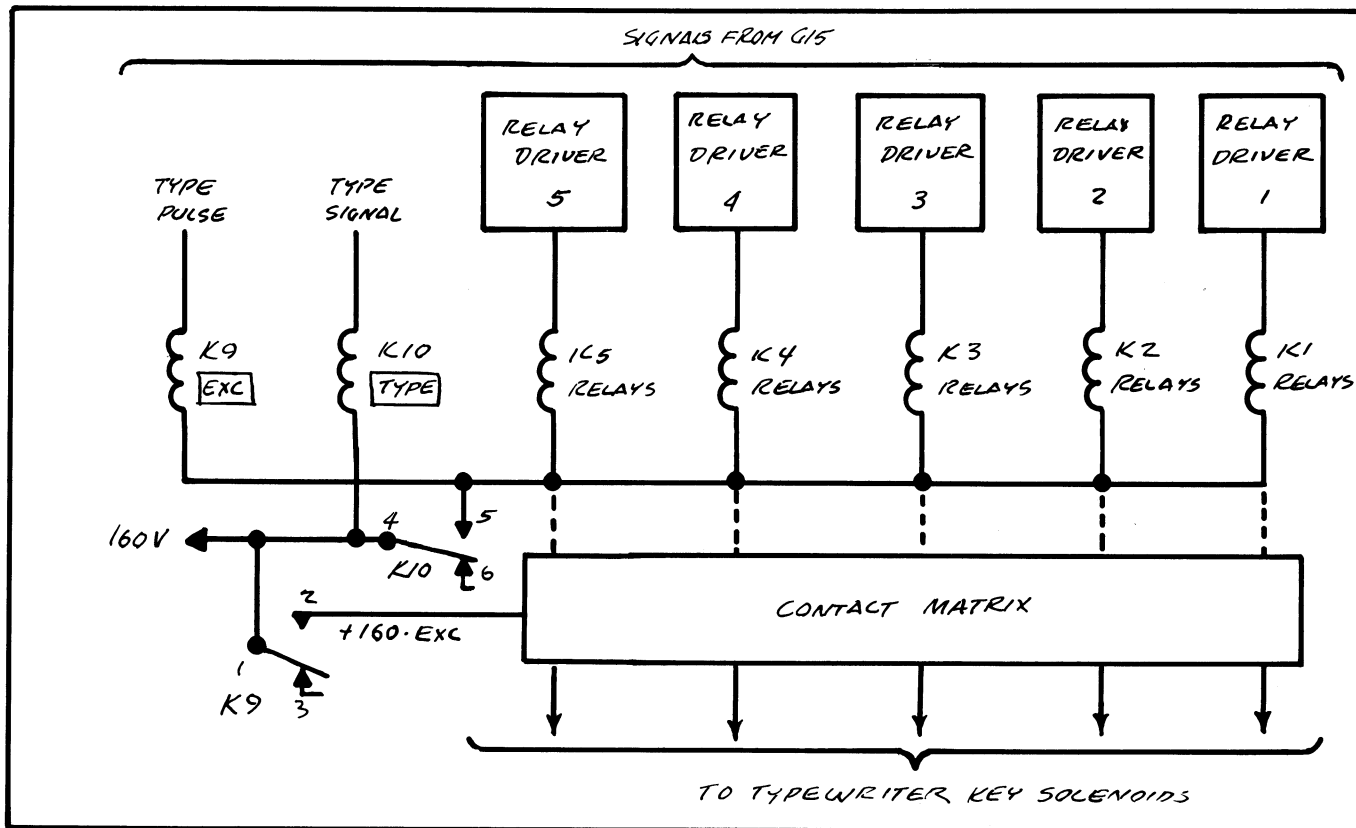 SIGNALS FROM G15
RELAY
DRIVER
5
RELAY
DRIVER
4
RELAY
DRIVER
3
RELAY
DRIVER
2
RELAY
DRIVER
1
TYPE
PULSE
TYPE
SIGNAL
K9
EXC
K10
TYPE
K5
RELAYS
K4
RELAYS
K3
RELAYS
K2
RELAYS
K1
RELAYS
160V
4
5
K10
6
2
+160·EXC
1
K9
3
CONTACT MATRIX
TO TYPEWRITER KEY SOLENOIDS